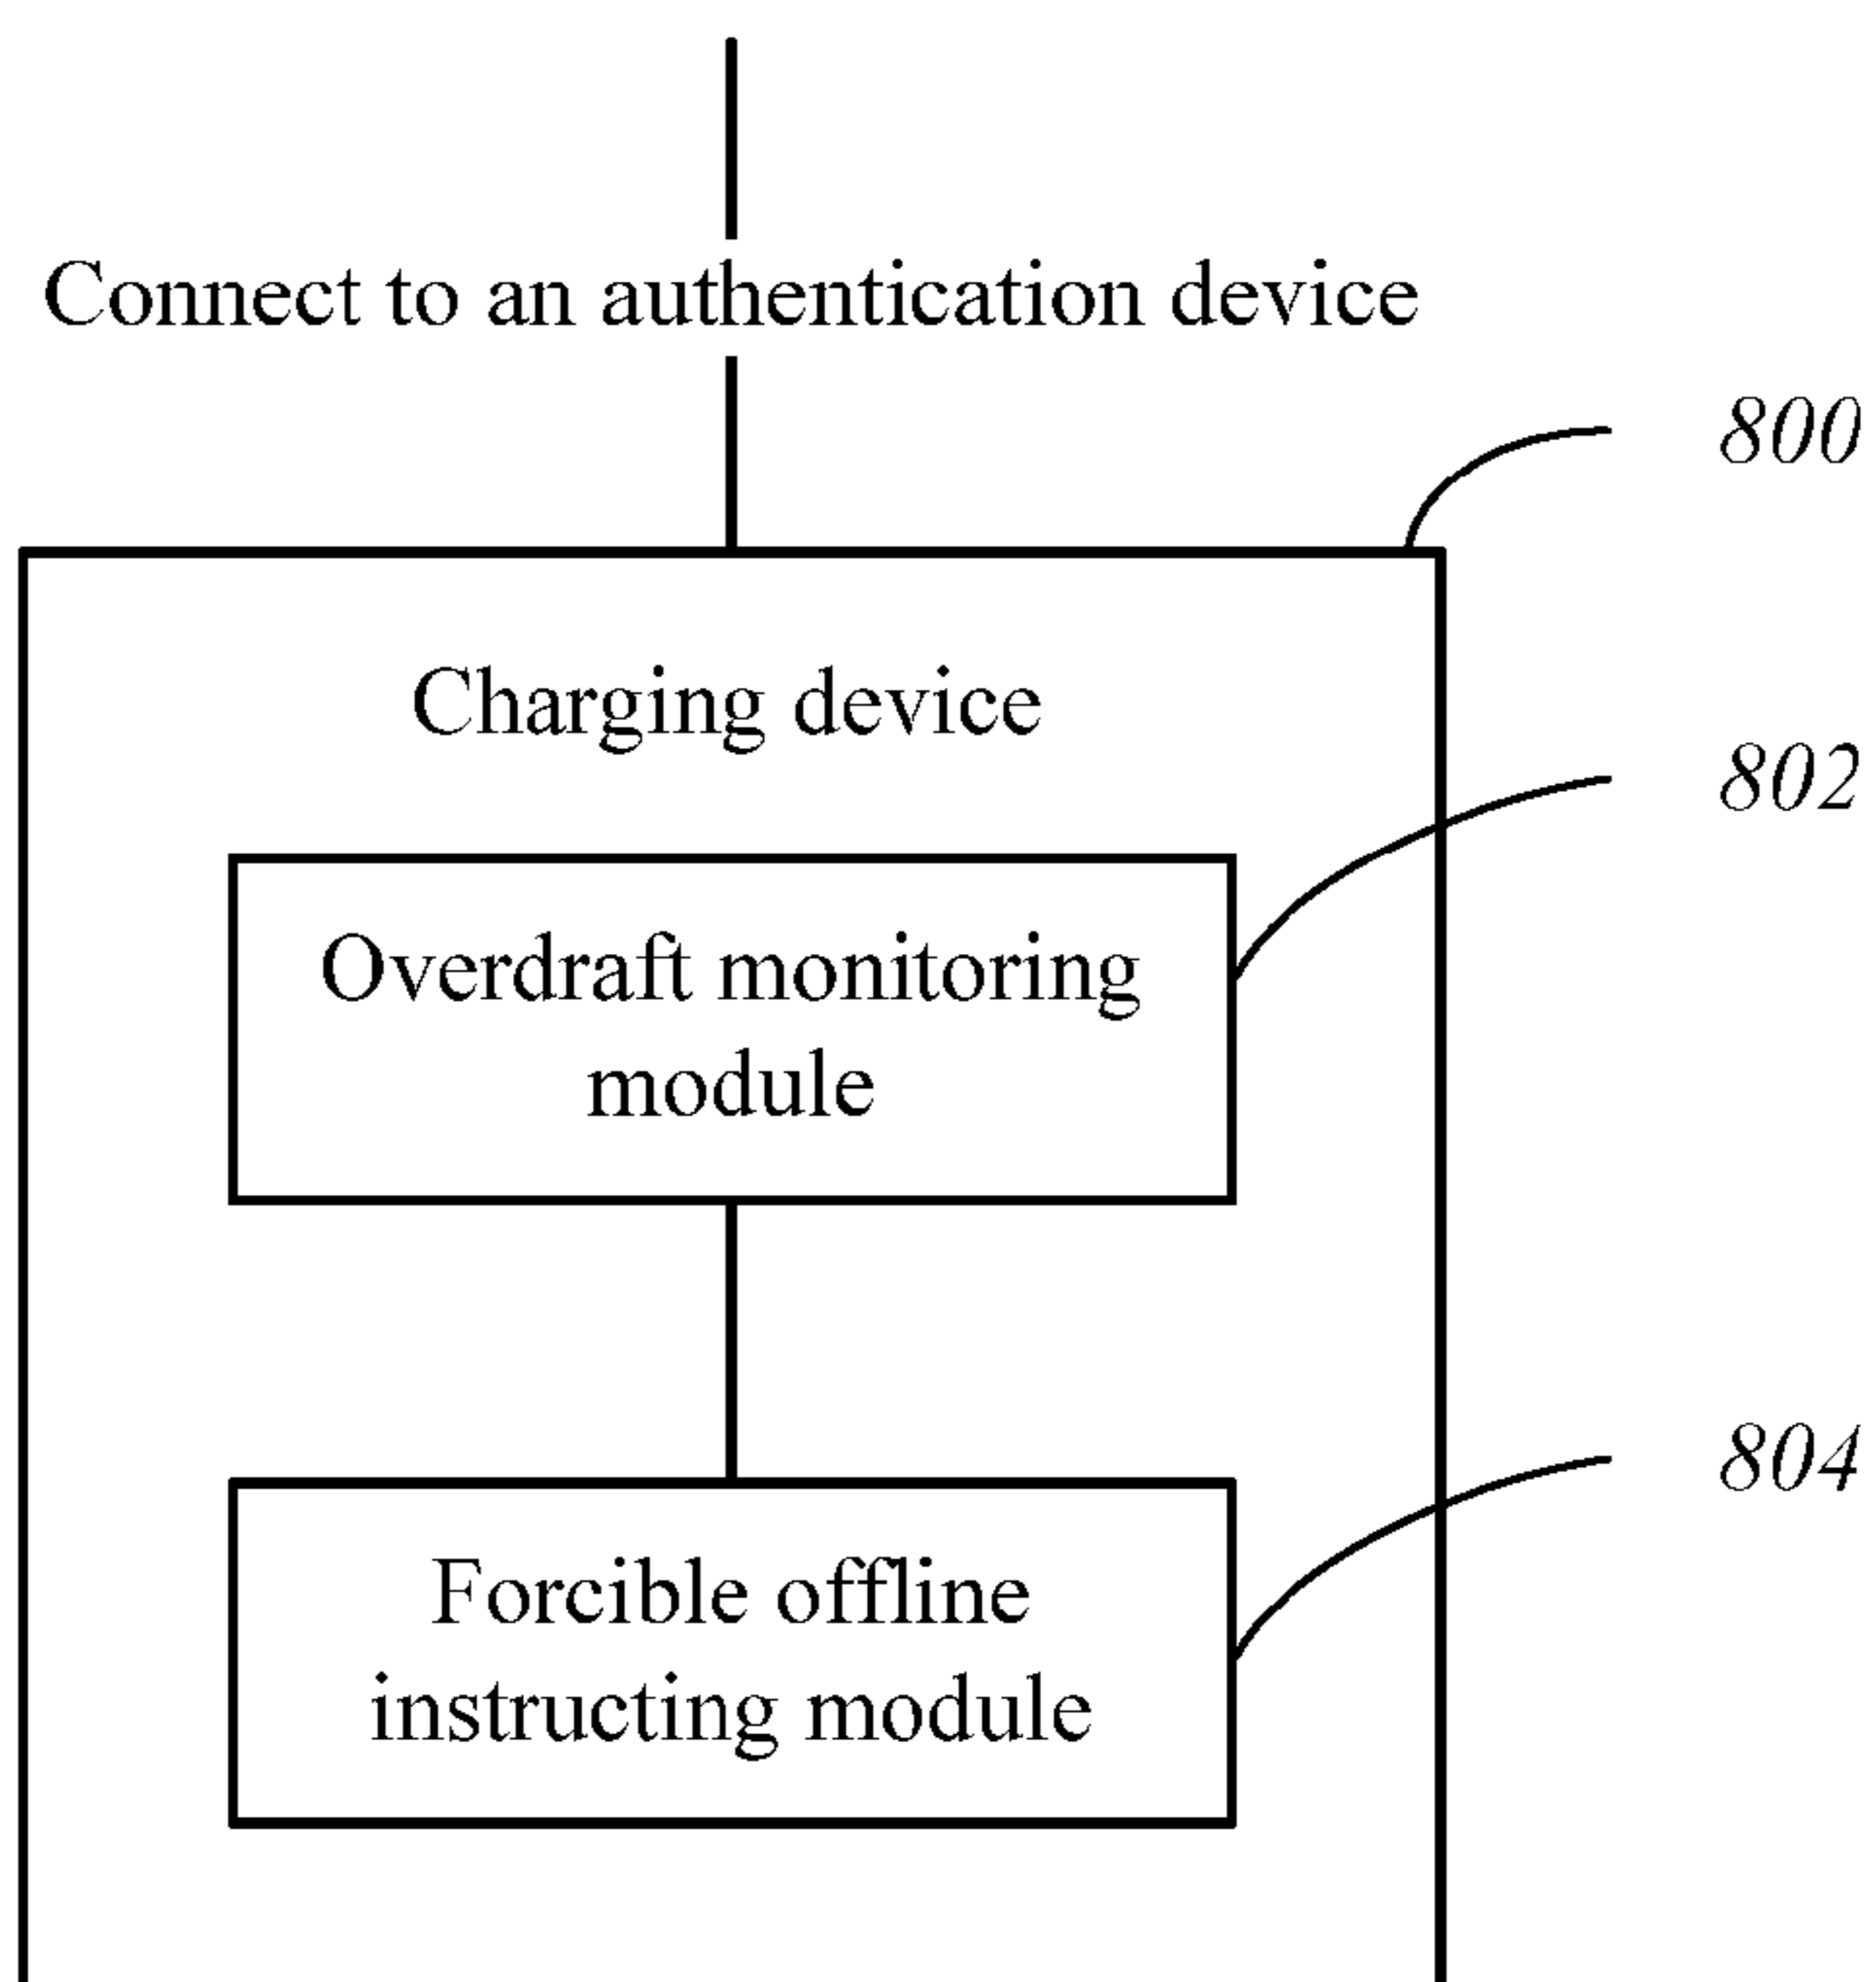 Connect to an authentication device
800
Charging device
802
Overdraft monitoring
module
804
Forcible offline
instructing module